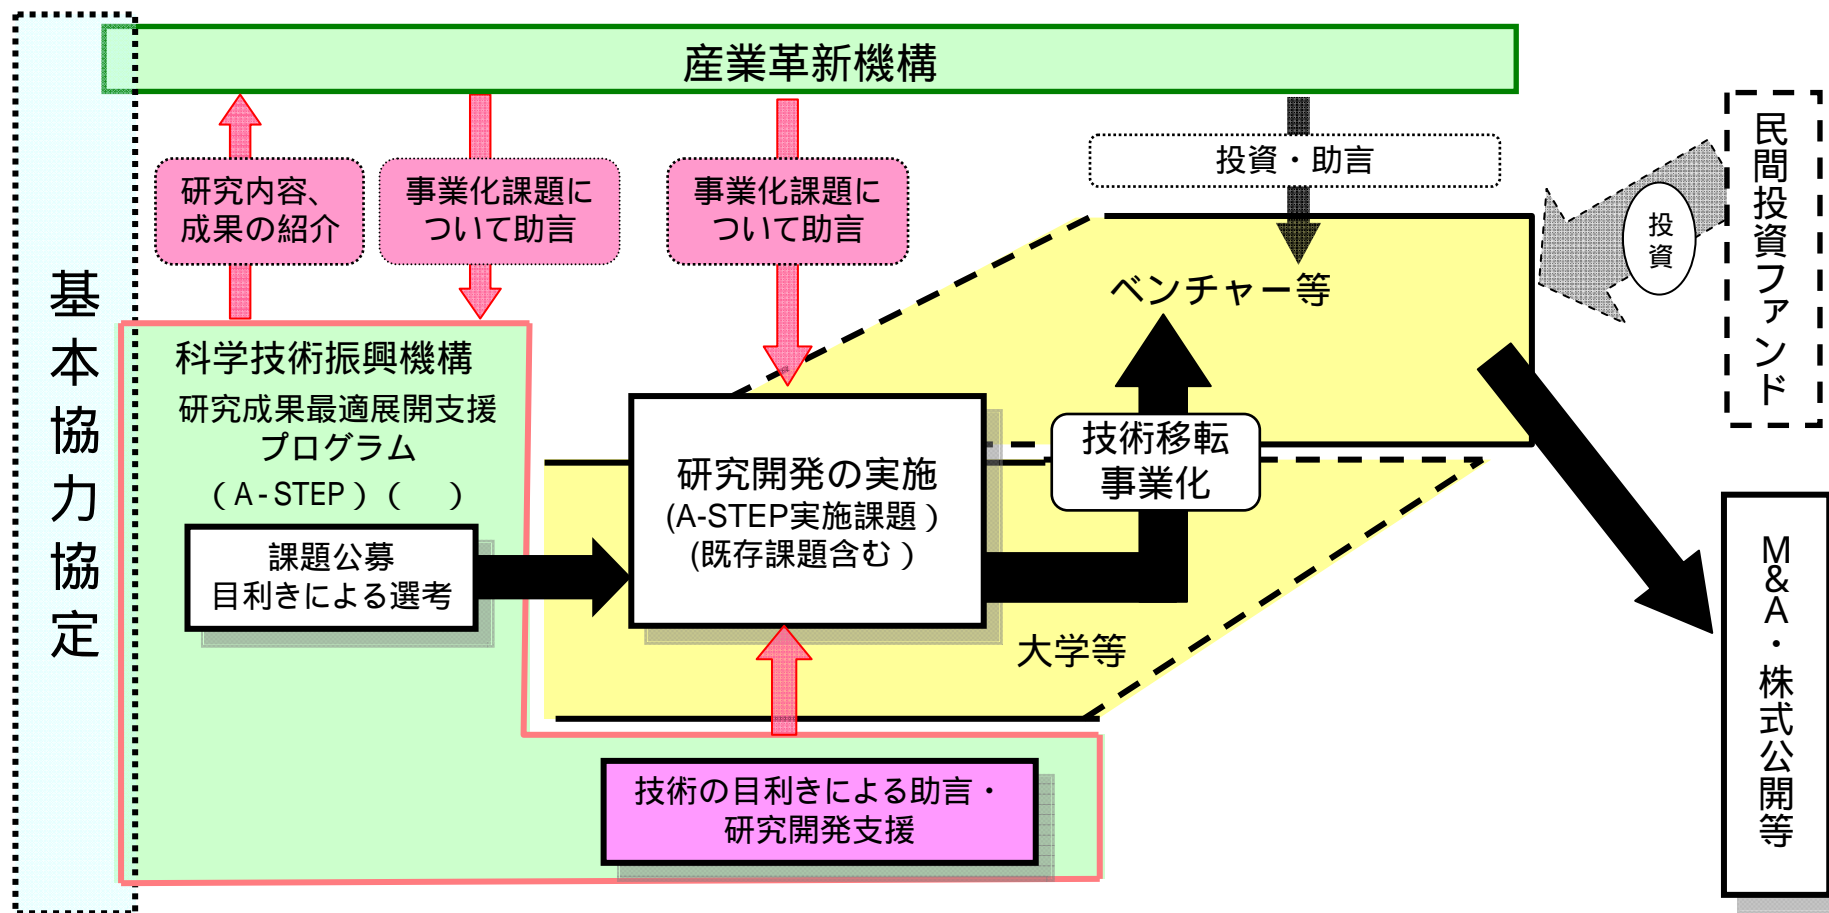 産業革新機構
基本協力協定
研究内容、
成果の紹介
事業化課題に
ついて助言
事業化課題に
ついて助言
投資・助言
投資
民間投資ファンド
ベンチャー等
科学技術振興機構
研究成果最適展開支援
プログラム
（A-STEP）（　）
課題公募
目利きによる選考
研究開発の実施
(A-STEP実施課題）
(既存課題含む）
技術移転
事業化
大学等
技術の目利きによる助言・
研究開発支援
M&A・株式公開等